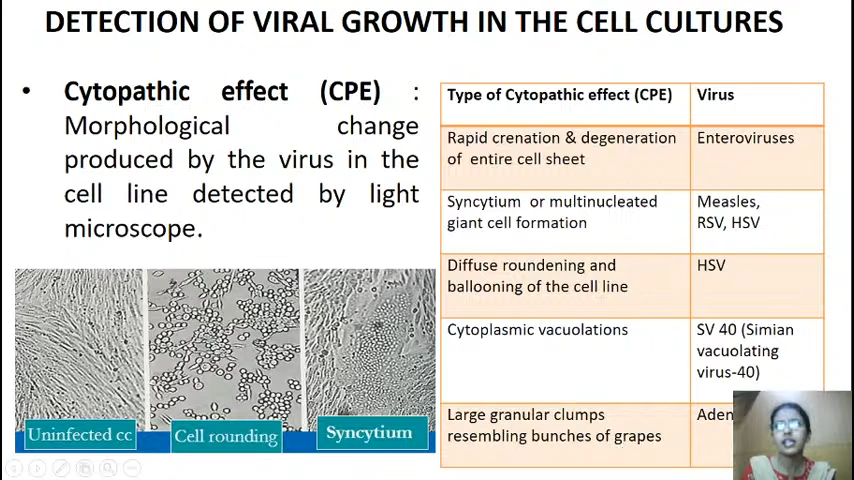 DETECTION OF VIRAL GROWTH IN THE CELL CULTURES
• Cytopathic effect (CPE) :
Morphological change
produced by the virus in the
cell line detected by light
microscope.
Type of Cytopathic effect (CPE) Virus
Rapid crenation & degeneration Enteroviruses
of entire cell sheet
Syncytium or multinucleated Measles,
giant cell formation RSV, HSV
Diffuse roundening and HSV
ballooning of the cell line
Cytoplasmic vacuolations SV 40 (Simian
vacuolating
virus-40)
Large granular clumps
resembling bunches of grapes
Uninfected cc
Cell rounding
Syncytium